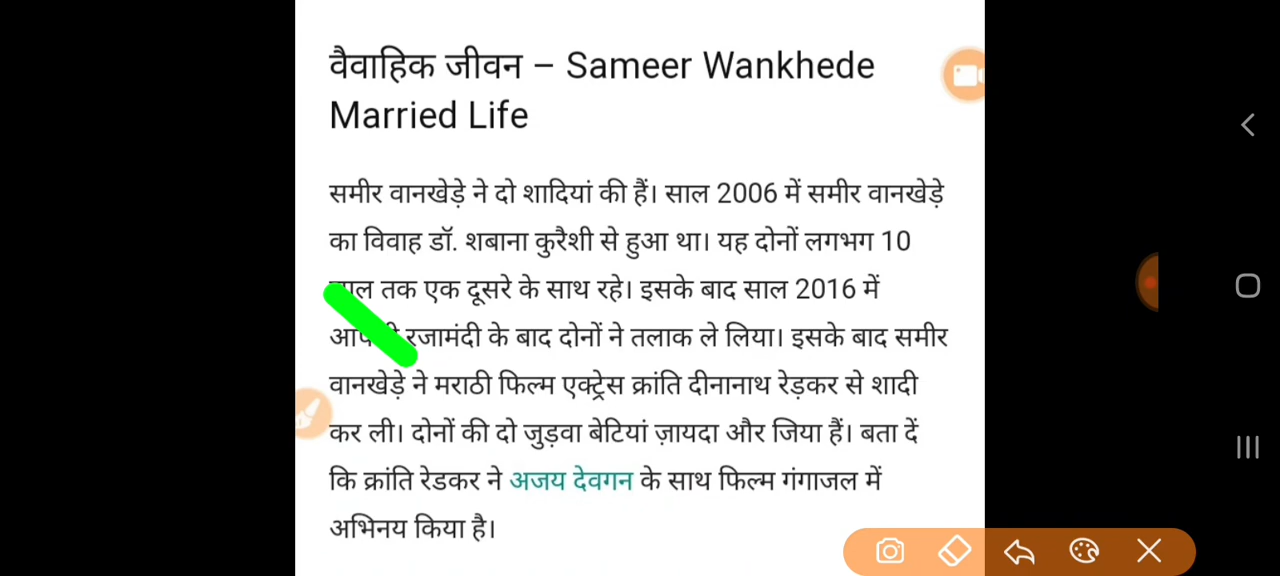 वैवाहिक जीवन – Sameer Wankhede
Married Life
समीर वानखेड़े ने दो शादियां की हैं। साल 2006 में समीर वानखेड़े
का विवाह डॉ. शबाना कुरैशी से हुआ था। यह दोनों लगभग 10
तक एक दूसरे के साथ रहे। इसके बाद साल 2016 में
रजामंदी के बाद दोनों ने तलाक ले लिया। इसके बाद समीर
वानखेड़े ने मराठी फिल्म एक्ट्रेस क्रांति दीनानाथ रेड़कर से शादी
कर ली। दोनों की दो जुड़वा बेटियां ज़ायदा और जिया हैं। बता दें
कि क्रांति रेडकर ने अजय देवगन के साथ फिल्म गंगाजल में
अभिनय किया है।